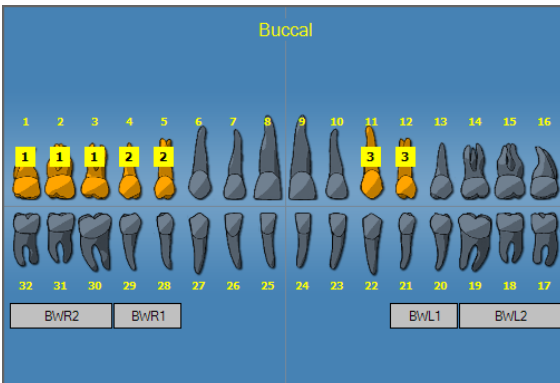 Buccal
1 2 3 4 5 6 7 8 9 10 11 12 13 14 15 16
1 1 1 2 2 3 3
32 31 30 29 28 27 26 25 24 23 22 21 20 19 18 17
BWR2 BWR1 BWL1 BWL2